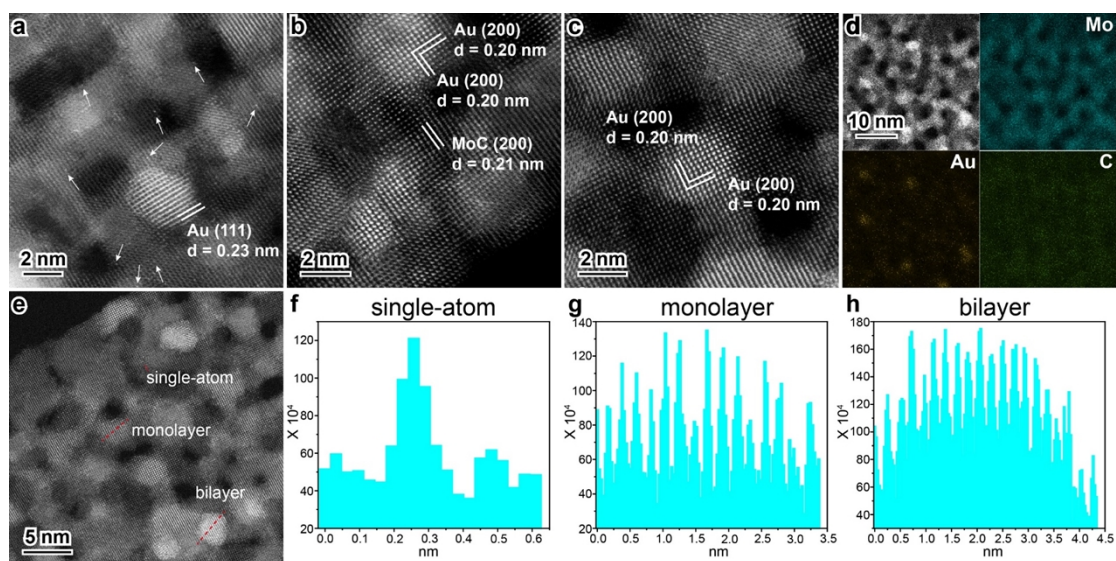 a
Au (111)
d = 0.23 nm
2 nm
b
Au (200)
d = 0.20 nm
Au (200)
d = 0.20 nm
MoC (200)
d = 0.21 nm
2 nm
c
Au (200)
d = 0.20 nm
Au (200)
d = 0.20 nm
2 nm
d
10 nm
Mo
Au
C
e
single-atom
monolayer
bilayer
5 nm
f
single-atom
X 10⁴
120
100
80
60
40
20
0.0 0.1 0.2 0.3 0.4 0.5 0.6
nm
g
monolayer
X 10⁴
140
120
100
80
60
40
20
0.0 0.5 1.0 1.5 2.0 2.5 3.0 3.5
nm
h
bilayer
X 10⁴
180
160
140
120
100
80
60
40
0.0 0.5 1.0 1.5 2.0 2.5 3.0 3.5 4.0 4.5
nm